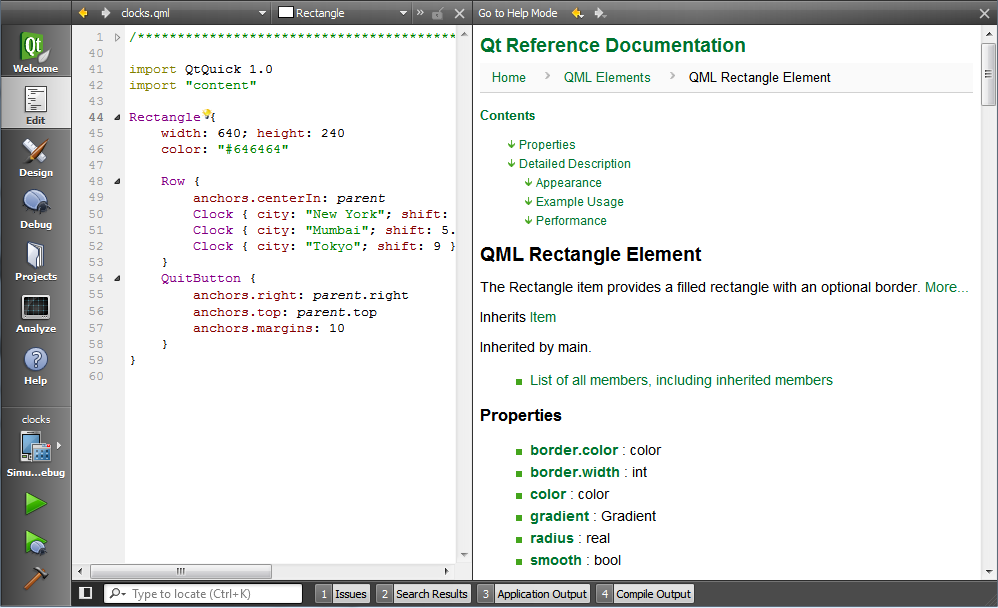 clocks.qml
Rectangle
»
Go to Help Mode
Welcome
Edit
Design
Debug
Projects
Analyze
Help
clocks
Simu...ebug
1 /***************************************
40
41 import QtQuick 1.0
42 import "content"
43
44 Rectangle {
45 width: 640; height: 240
46 color: "#646464"
47
48 Row {
49 anchors.centerIn: parent
50 Clock { city: "New York"; shift:
51 Clock { city: "Mumbai"; shift: 5.
52 Clock { city: "Tokyo"; shift: 9 }
53 }
54 QuitButton {
55 anchors.right: parent.right
56 anchors.top: parent.top
57 anchors.margins: 10
58 }
59 }
60
Qt Reference Documentation
Home > QML Elements > QML Rectangle Element
Contents
Properties
Detailed Description
Appearance
Example Usage
Performance
QML Rectangle Element
The Rectangle item provides a filled rectangle with an optional border. More...
Inherits Item
Inherited by main.
List of all members, including inherited members
Properties
border.color : color
border.width : int
color : color
gradient : Gradient
radius : real
smooth : bool
Type to locate (Ctrl+K)
1 Issues
2 Search Results
3 Application Output
4 Compile Output